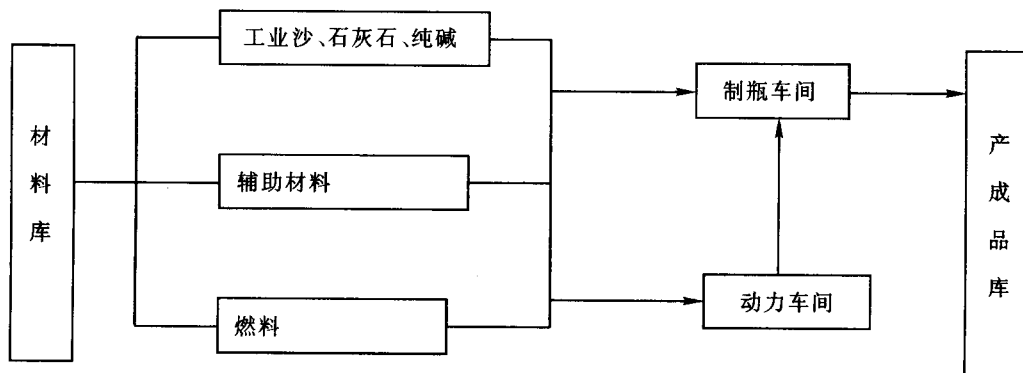 材料库
工业沙、石灰石、纯碱
辅助材料
燃料
制瓶车间
动力车间
产成品库